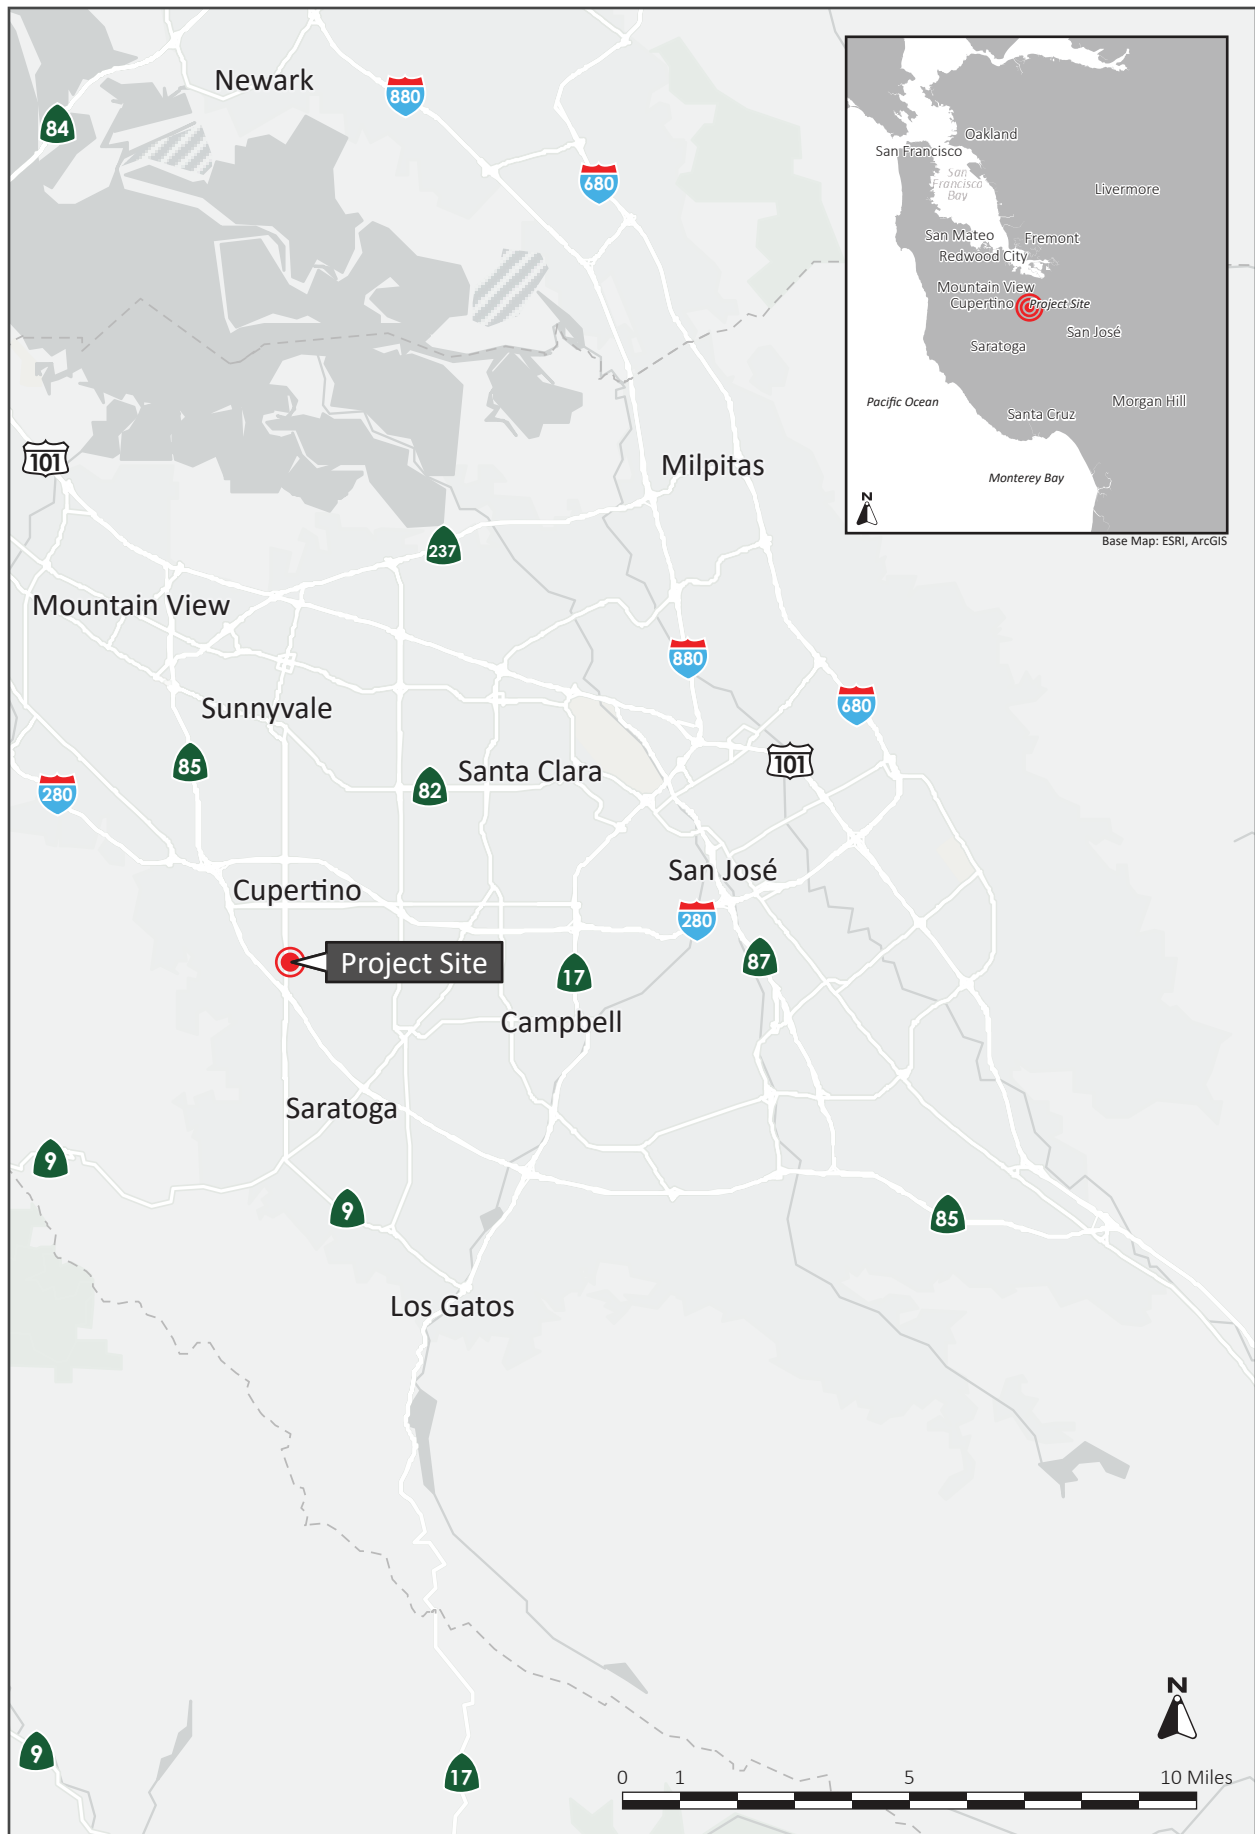 Newark
880
84
680
Oakland
San Francisco
San
Francisca
Bay
Livermore
San Mateo
Fremont
Redwood City
Mountain View
Cupertino
Project Site
San José
Saratoga
Pacific Ocean
Morgan Hill
Santa Cruz
Monterey Bay
N
Base Map: ESRI, ArcGIS
101
Milpitas
237
Mountain View
880
680
Sunnyvale
85
101
280
Santa Clara
82
San José
Cupertino
280
Project Site
87
17
Campbell
Saratoga
9
9
85
Los Gatos
N
9
17
0 1 5 10 Miles